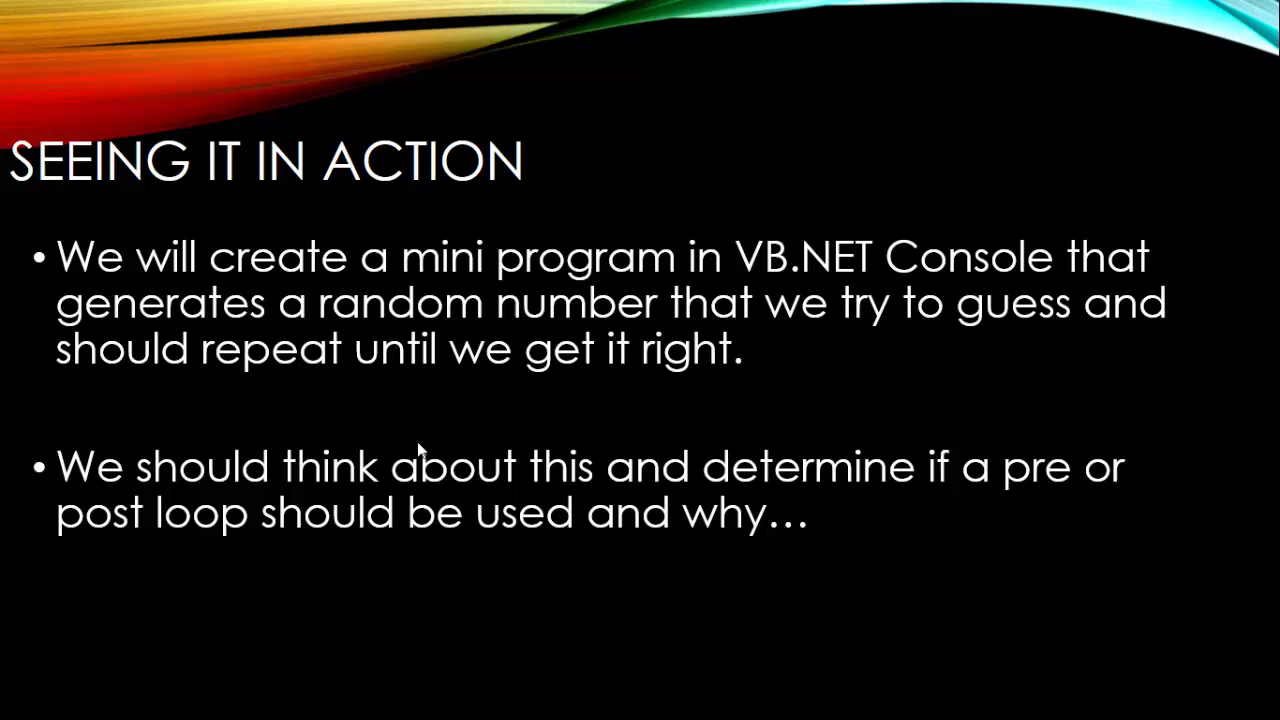 SEEING IT IN ACTION
• We will create a mini program in VB.NET Console that
generates a random number that we try to guess and
should repeat until we get it right.
• We should think about this and determine if a pre or
post loop should be used and why…